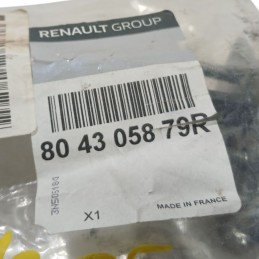 RENAULT GROUP
80 43 058 79R
X1
MADE IN FRANCE